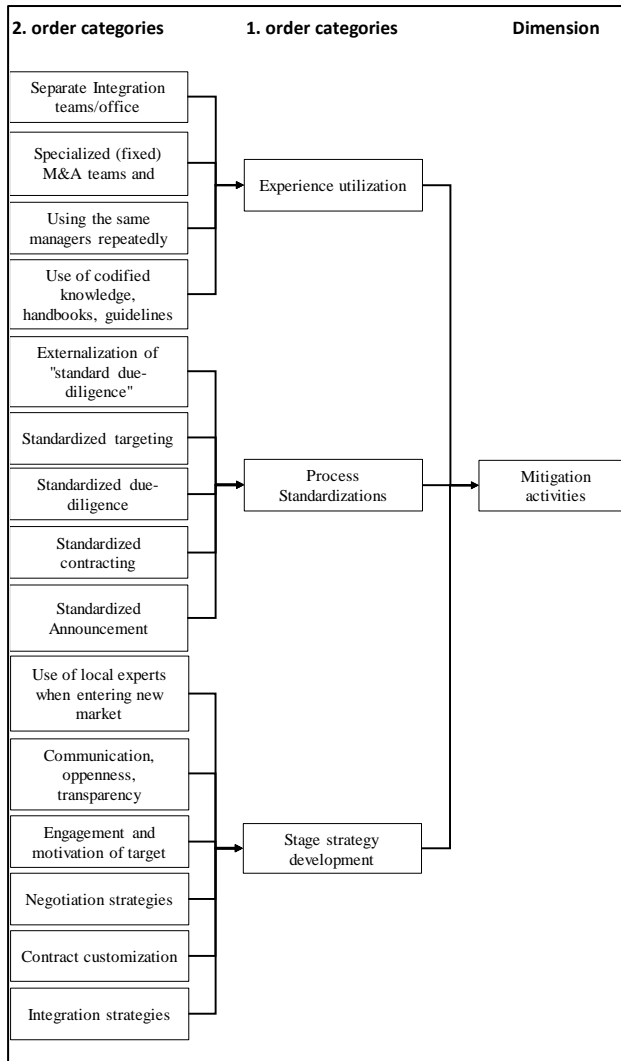 2. order categories
1. order categories
Dimension
Separate Integration
teams/office
Specialized (fixed)
M&A teams and
Using the same
managers repeatedly
Use of codified
knowledge,
handbooks, guidelines
Experience utilization
Externalization of
"standard due-
diligence"
Standardized targeting
Standardized due-
diligence
Standardized
contracting
Standardized
Announcement
Process
Standardizations
Mitigation
activities
Use of local experts
when entering new
market
Communication,
oppenness,
transparency
Engagement and
motivation of target
Negotiation strategies
Contract customization
Integration strategies
Stage strategy
development